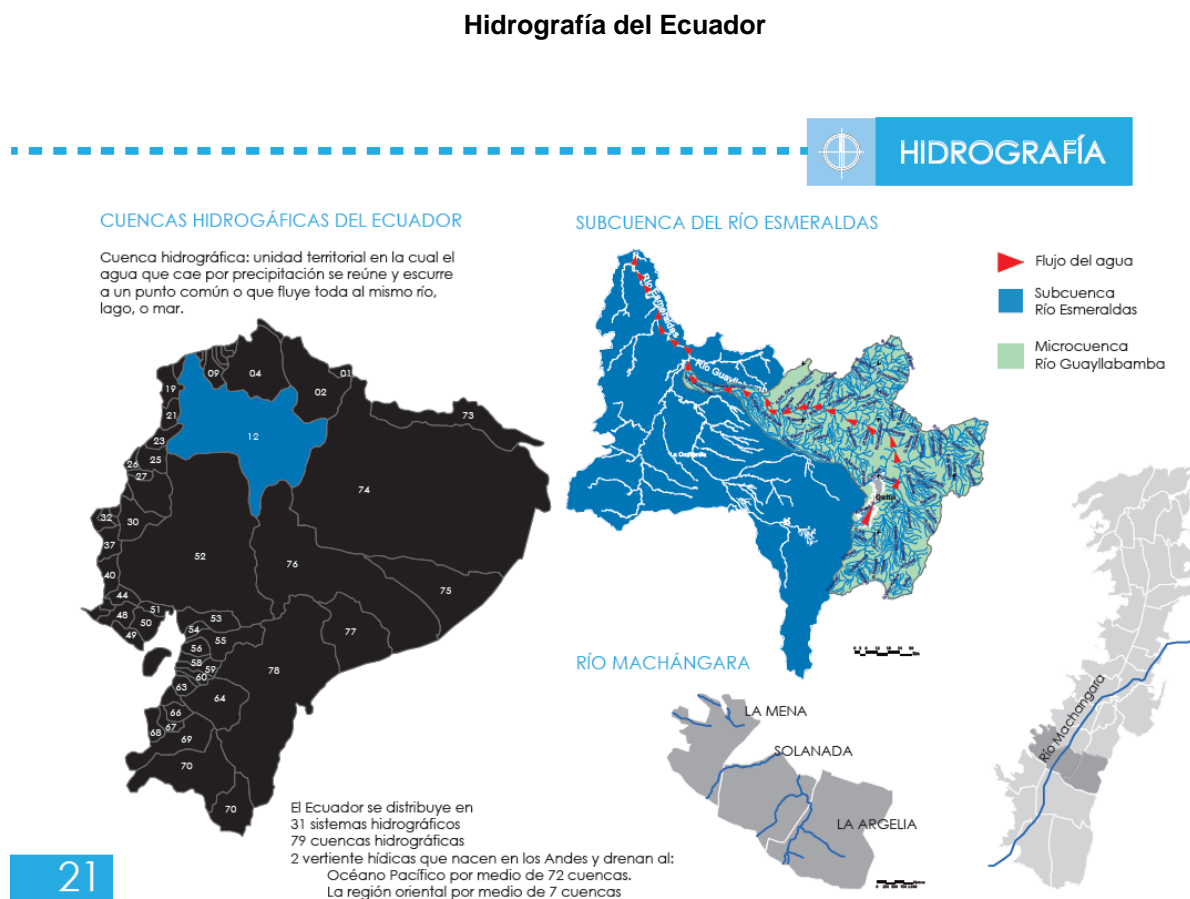 Hidrografía del Ecuador
HIDROGRAFÍA
CUENCAS HIDROGÁFICAS DEL ECUADOR
Cuenca hidrográfica: unidad territorial en la cual el
agua que cae por precipitación se reúne y escurre
a un punto común o que fluye toda al mismo río,
lago, o mar.
09
04
01
02
19
21
73
12
23
25
26
27
74
30
32
37
52
76
40
75
44
51
48
50
49
53
54
55
77
56
58
59
60
78
63
64
66
67
68
69
70
70
El Ecuador se distribuye en
31 sistemas hidrográficos
79 cuencas hidrográficas
2 vertiente hídicas que nacen en los Andes y drenan al:
Océano Pacífico por medio de 72 cuencas.
La región oriental por medio de 7 cuencas
21
SUBCUENCA DEL RÍO ESMERALDAS
Río Esmeraldas
Río Guayllabamba
Quito
Flujo del agua
Subcuenca
Río Esmeraldas
Microcuenca
Río Guayllabamba
RÍO MACHÁNGARA
LA MENA
SOLANADA
LA ARGELIA
Río Machangara